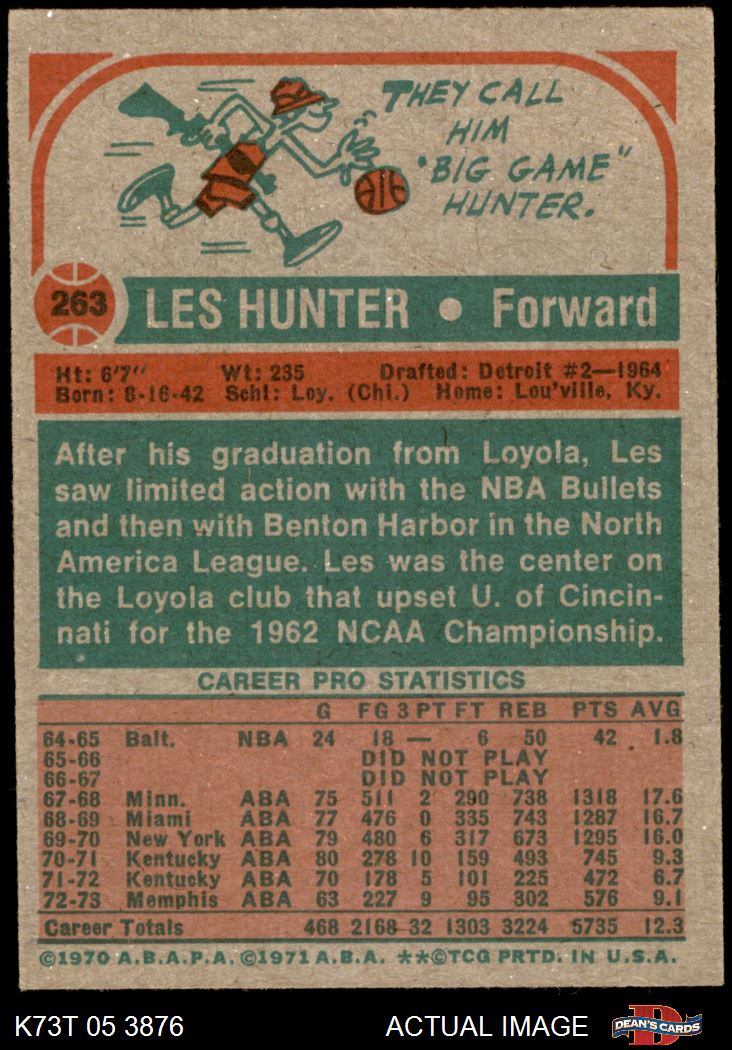 THEY CALL
HIM
"BIG GAME"
HUNTER.
263 LES HUNTER • Forward
Ht: 6'7" Wt: 235 Drafted: Detroit #2—1964
Born: 8-16-42 Schl: Loy. (Chi.) Home: Lou'ville, Ky.
After his graduation from Loyola, Les
saw limited action with the NBA Bullets
and then with Benton Harbor in the North
America League. Les was the center on
the Loyola club that upset U. of Cincin-
nati for the 1962 NCAA Championship.
CAREER PRO STATISTICS
G FG 3 PT FT REB PTS AVG
64-65 Balt. NBA 24 18 — 6 50 42 1.8
65-66 DID NOT PLAY
66-67 DID NOT PLAY
67-68 Minn. ABA 75 511 2 290 738 1318 17.6
68-69 Miami ABA 77 476 0 335 743 1287 16.7
69-70 New York ABA 79 480 6 317 673 1295 16.0
70-71 Kentucky ABA 80 278 10 159 493 745 9.3
71-72 Kentucky ABA 70 178 5 101 225 472 6.7
72-73 Memphis ABA 63 227 9 95 302 576 9.1
Career Totals 468 2168 32 1303 3224 5735 12.3
©1970 A.B.A.P.A. ©1971 A.B.A. **©TCG PRTD. IN U.S.A.
K73T 05 3876 ACTUAL IMAGE DEAN'S CARDS